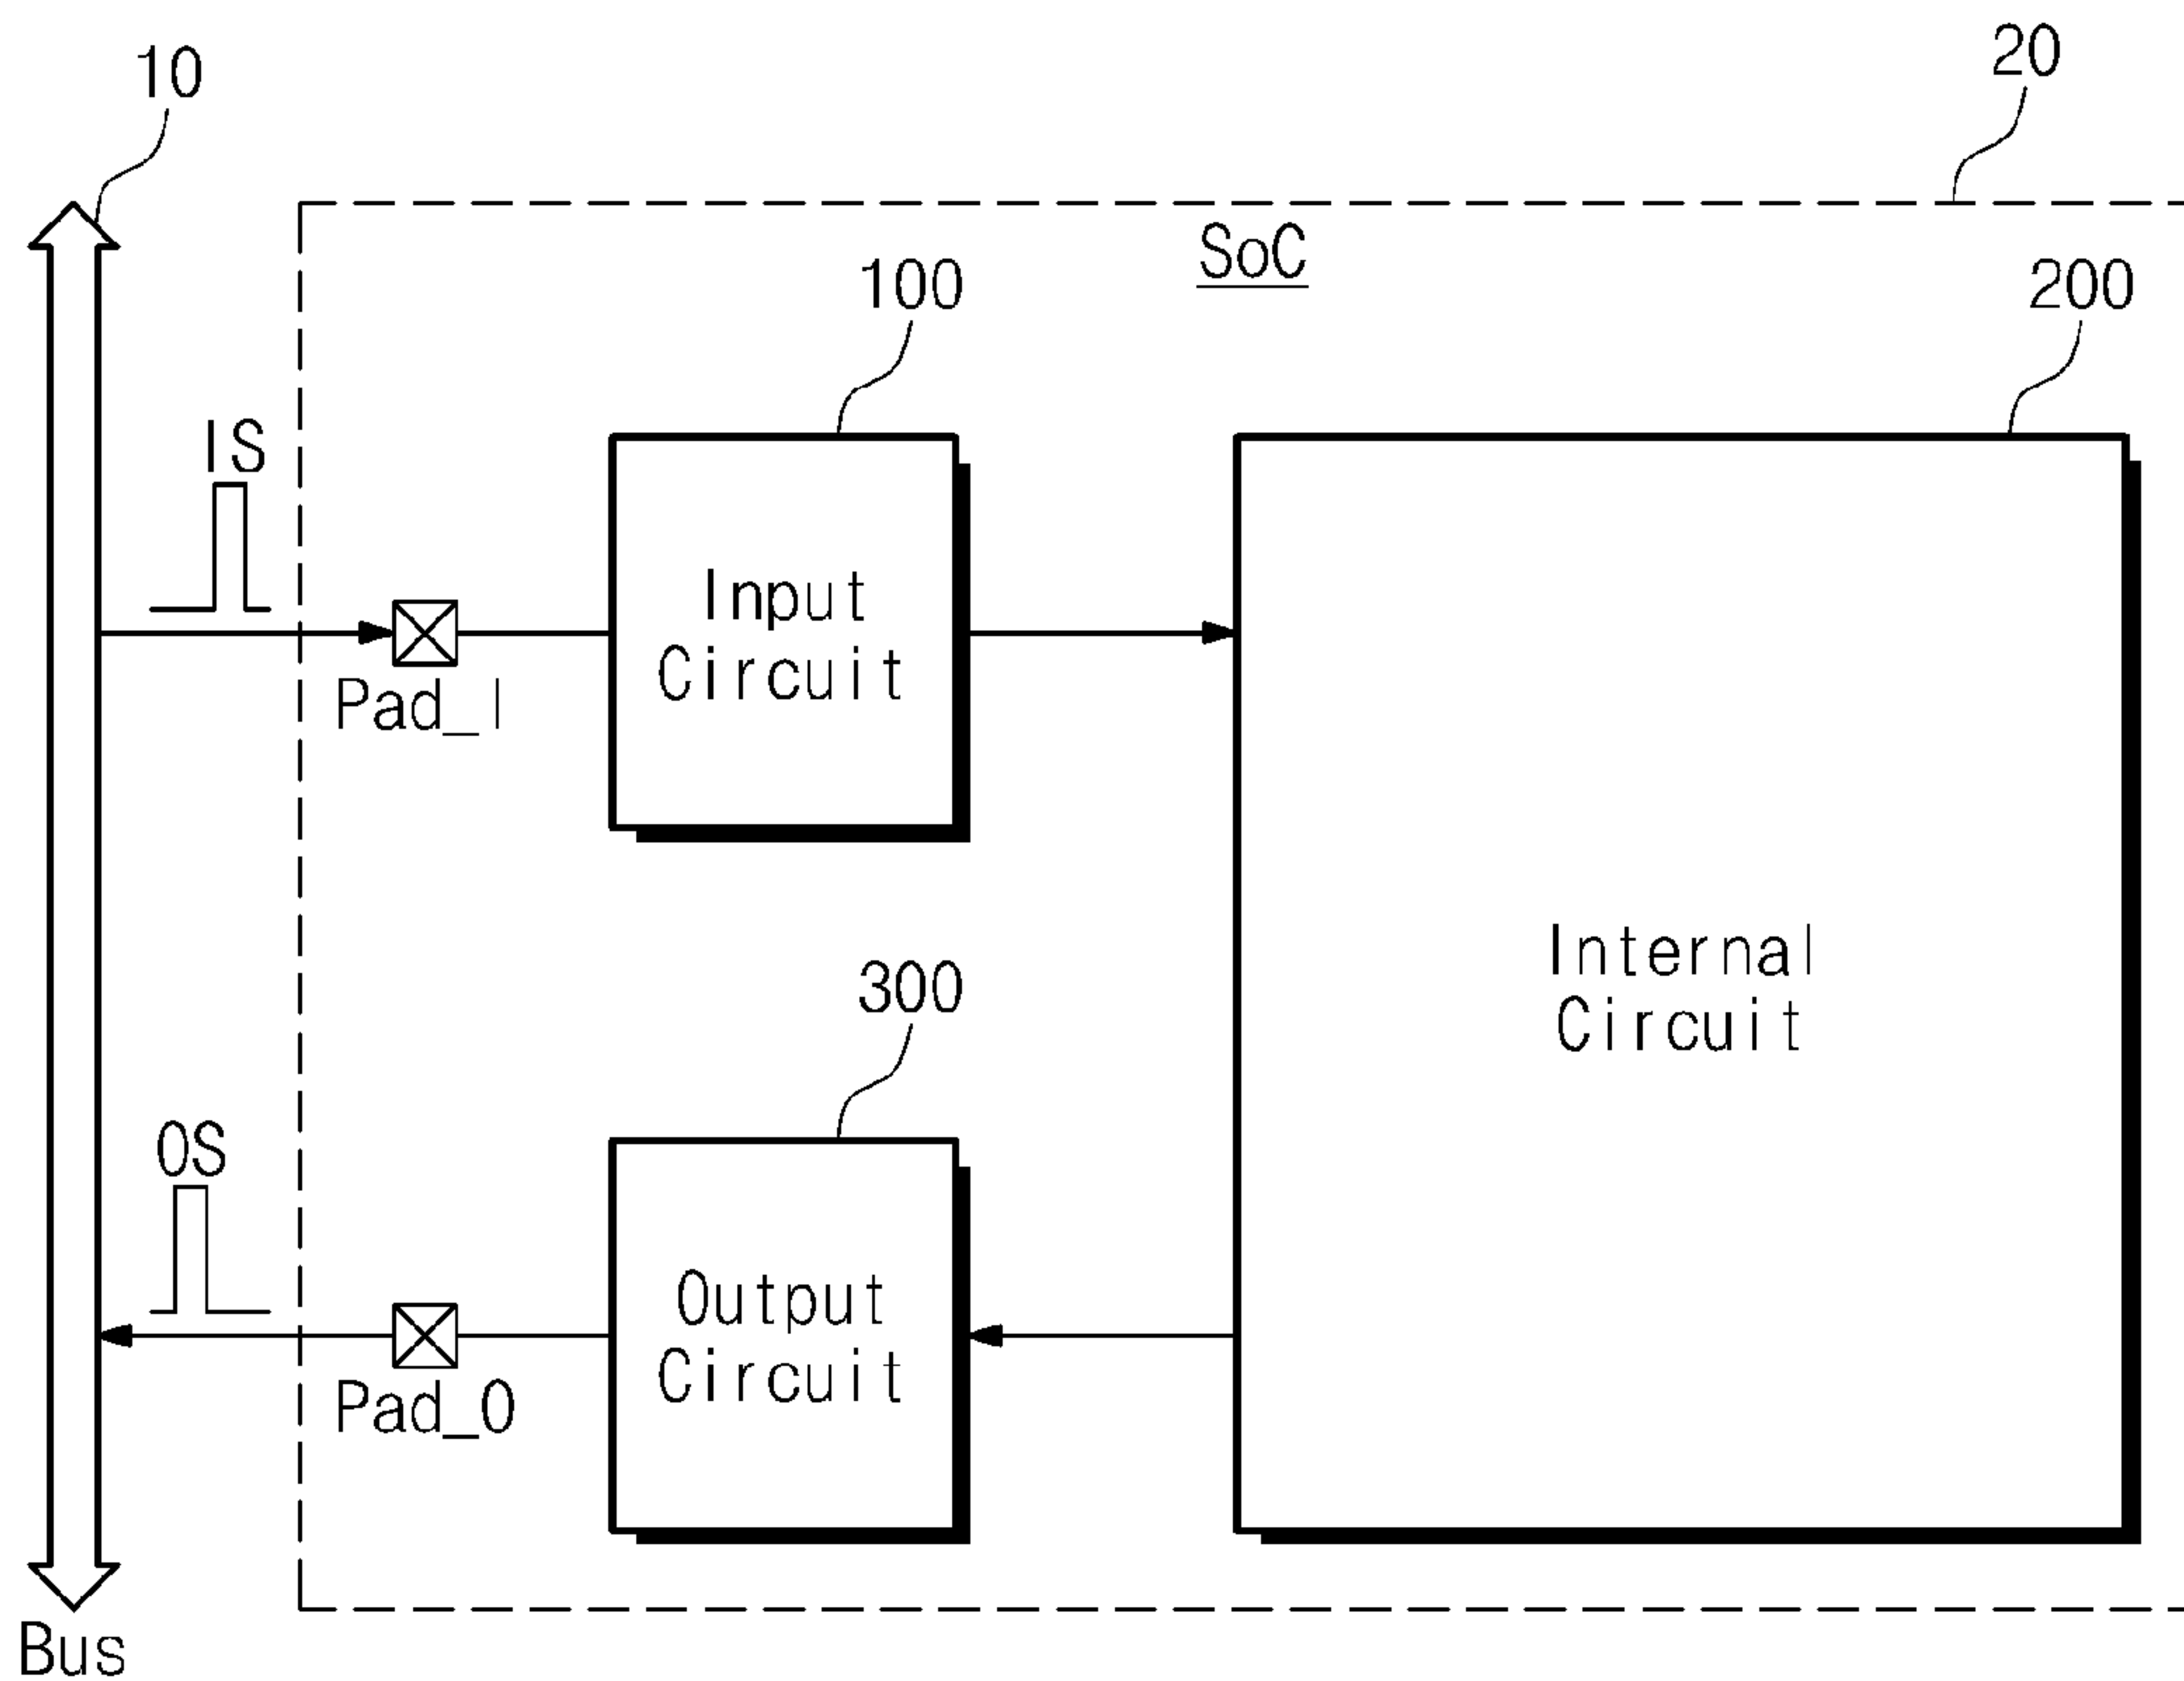 10
20
SoC
100
200
IS
Input
Circuit
Pad_I
Internal
Circuit
300
OS
Output
Circuit
Pad_O
Bus